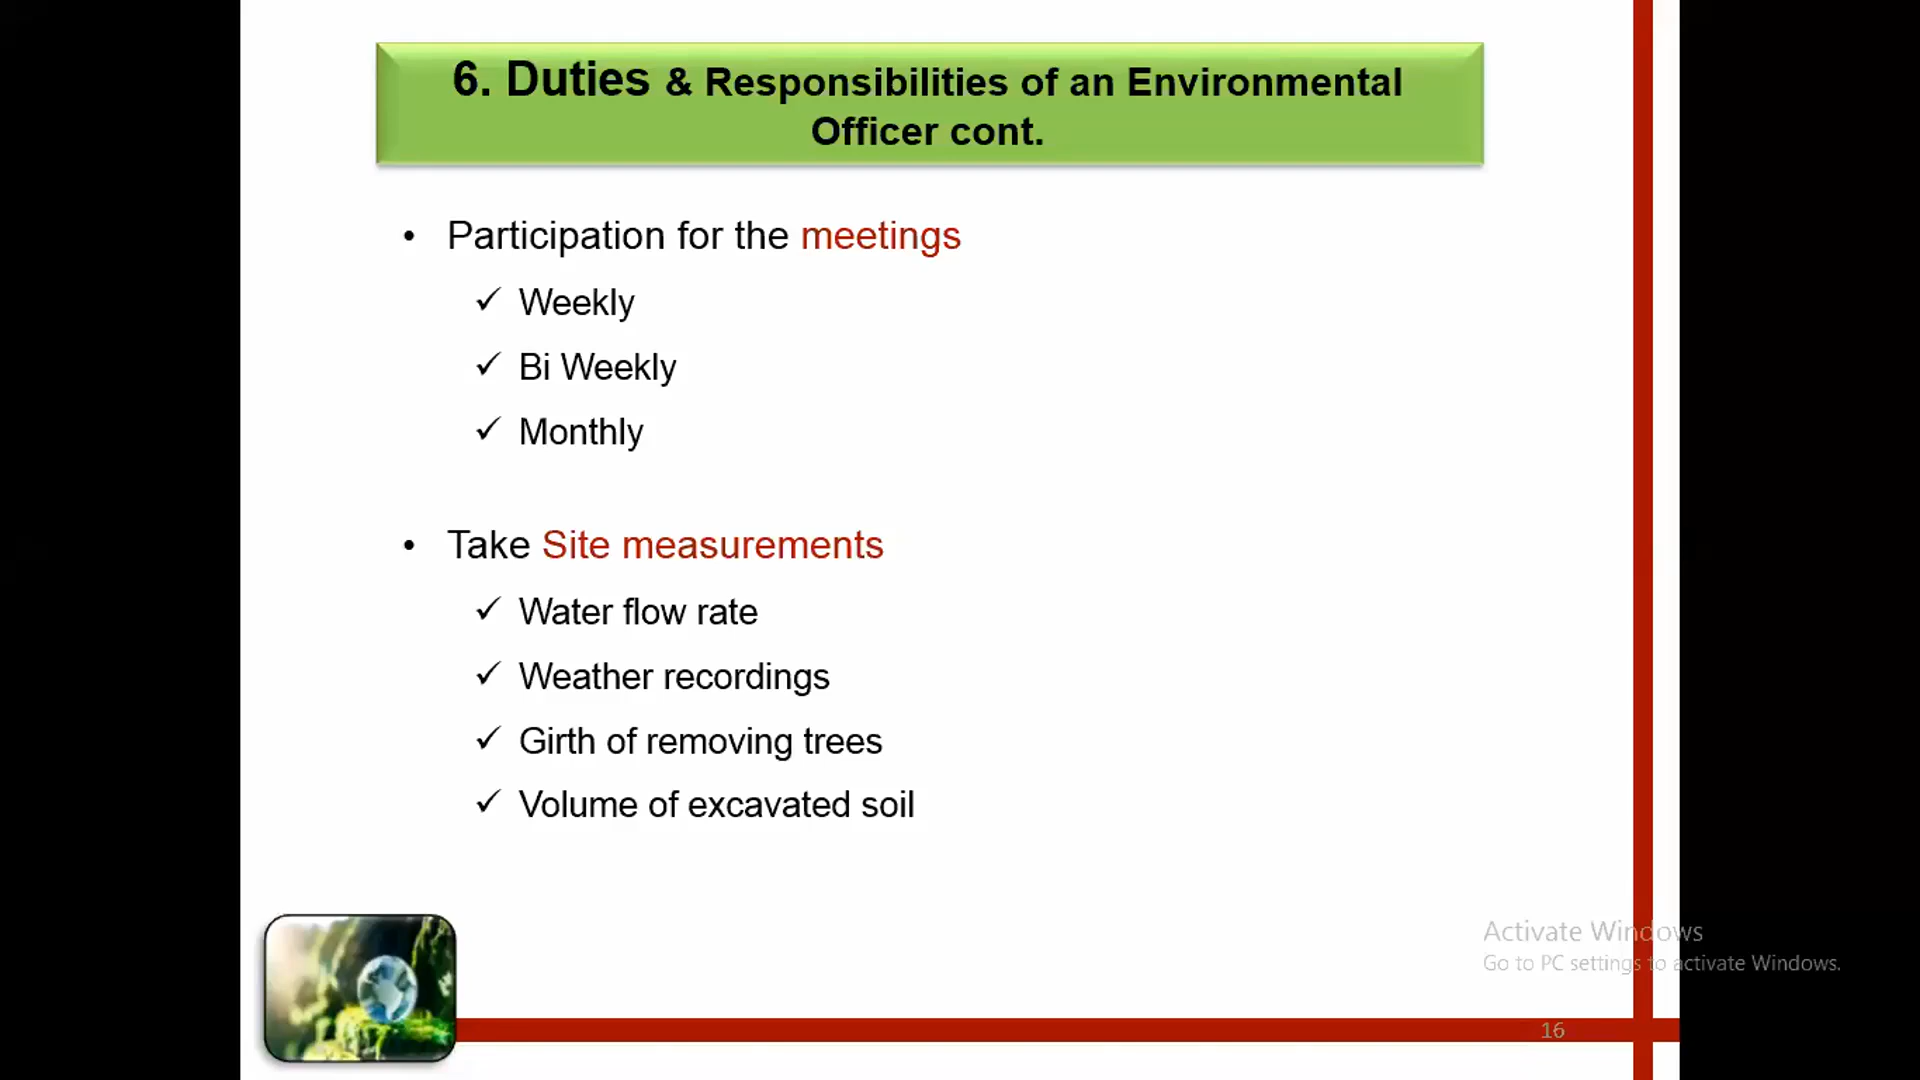 6. Duties & Responsibilities of an Environmental
Officer cont.
• Participation for the meetings
✓ Weekly
✓ Bi Weekly
✓ Monthly
• Take Site measurements
✓ Water flow rate
✓ Weather recordings
✓ Girth of removing trees
✓ Volume of excavated soil
Activate Windows
Go to PC settings to activate Windows.
16